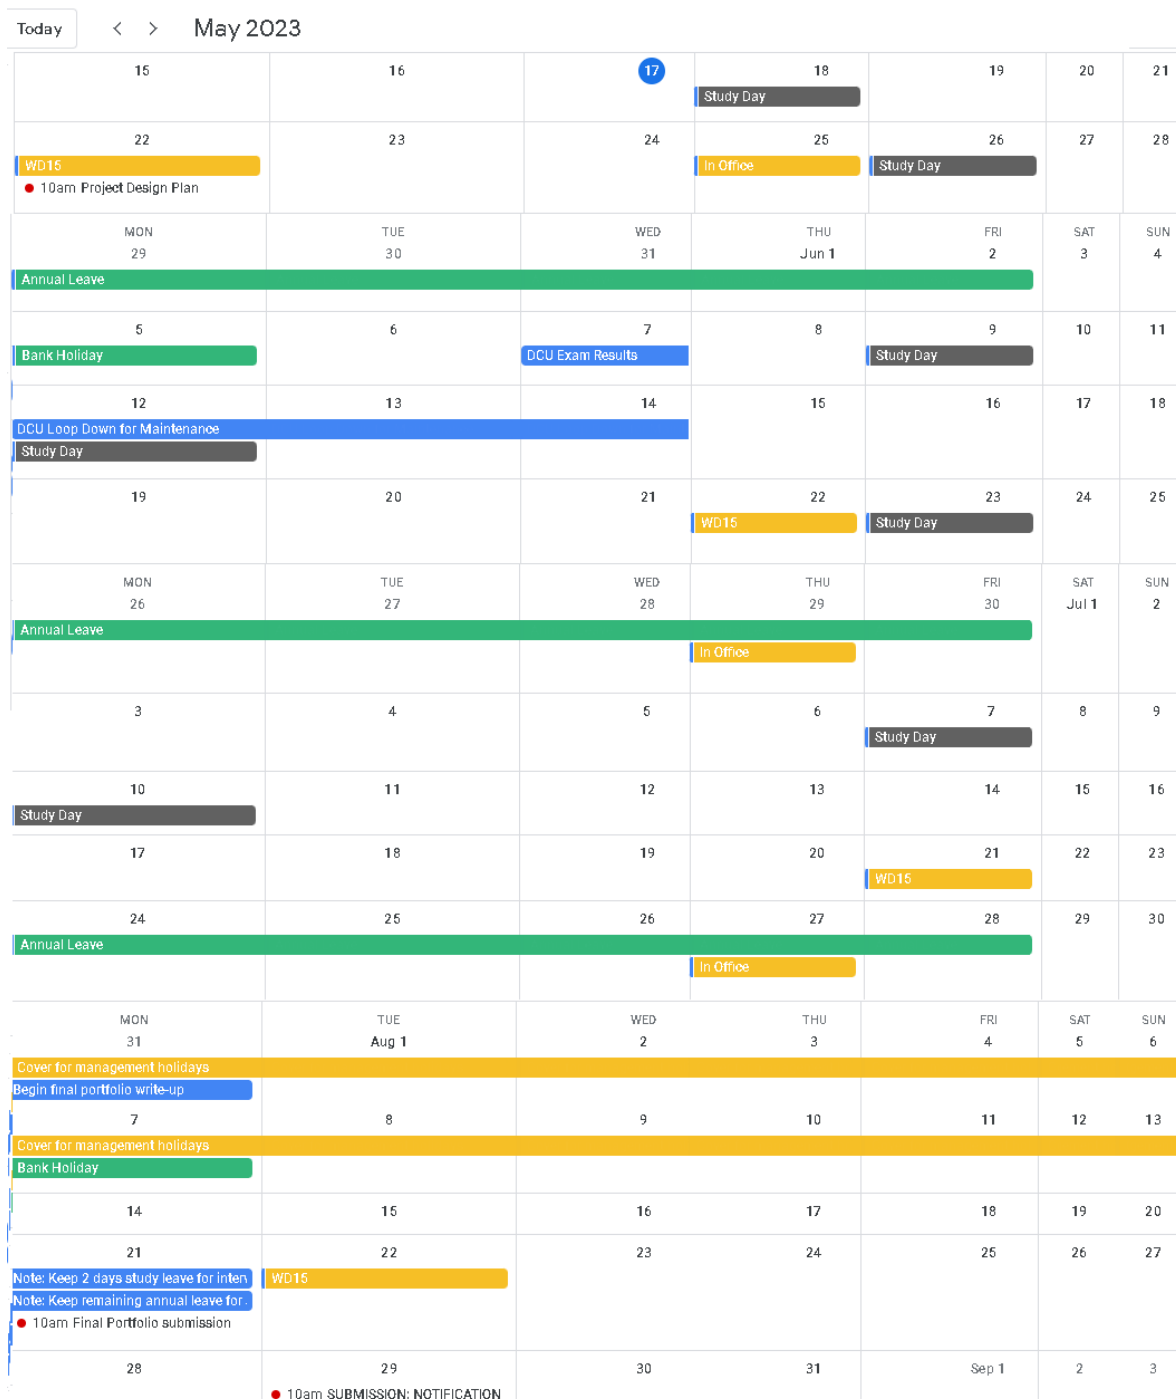 Today < > May 2023
15 16 17 18 19 20 21
Study Day
22 23 24 25 26 27 28
WD15 In Office Study Day
10am Project Design Plan
MON TUE WED THU FRI SAT SUN
29 30 31 Jun 1 2 3 4
Annual Leave
5 6 7 8 9 10 11
Bank Holiday DCU Exam Results Study Day
12 13 14 15 16 17 18
DCU Loop Down for Maintenance
Study Day
19 20 21 22 23 24 25
WD15 Study Day
MON TUE WED THU FRI SAT SUN
26 27 28 29 30 Jul 1 2
Annual Leave
In Office
3 4 5 6 7 8 9
Study Day
10 11 12 13 14 15 16
Study Day
17 18 19 20 21 22 23
WD15
24 25 26 27 28 29 30
Annual Leave
In Office
MON TUE WED THU FRI SAT SUN
31 Aug 1 2 3 4 5 6
Cover for management holidays
Begin final portfolio write-up
7 8 9 10 11 12 13
Cover for management holidays
Bank Holiday
14 15 16 17 18 19 20
21 22 23 24 25 26 27
Note: Keep 2 days study leave for interv WD15
Note: Keep remaining annual leave for
10am Final Portfolio submission
28 29 30 31 Sep 1 2 3
10am SUBMISSION: NOTIFICATION